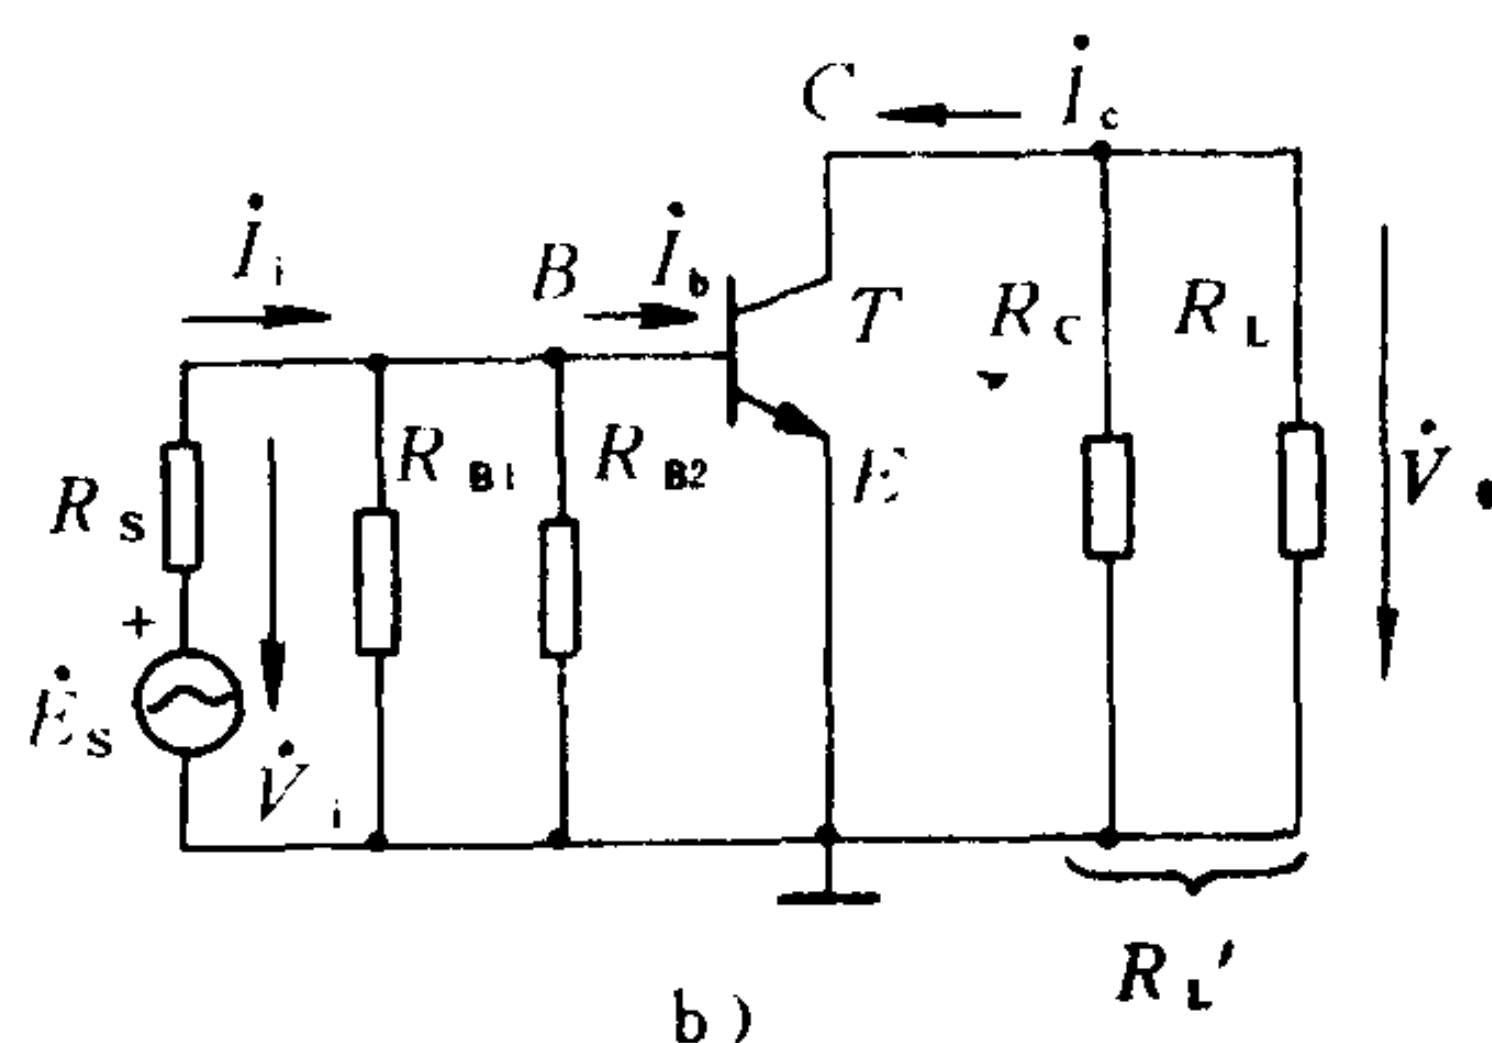 C İc
İi B İb T RC RL
RS RB1 RB2 E V̇o
+
ĖS V̇i
RL′
b)